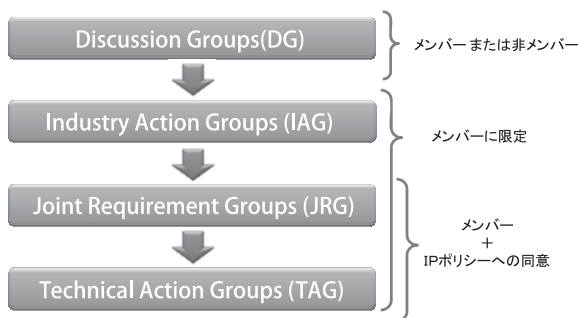 Discussion Groups(DG)
メンバーまたは非メンバー
Industry Action Groups (IAG)
メンバーに限定
Joint Requirement Groups (JRG)
メンバー
+
IPポリシーへの同意
Technical Action Groups (TAG)